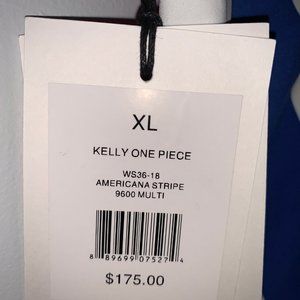 XL
KELLY ONE PIECE
WS36-18
AMERICANA STRIPE
9600 MULTI
8 89699 07527 4
$175.00